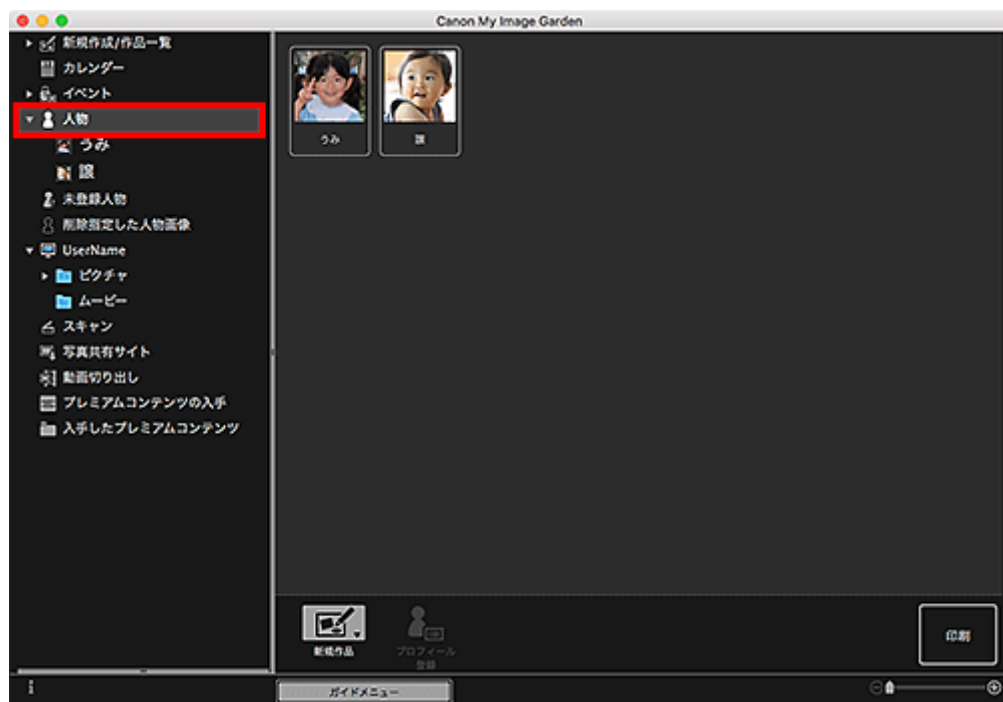 Canon My Image Garden
新規作成/作品一覧
カレンダー
イベント
人物
うみ
譲
未登録人物
削除指定した人物画像
UserName
ピクチャ
ムービー
スキャン
写真共有サイト
動画切り出し
プレミアムコンテンツの入手
入手したプレミアムコンテンツ
うみ
譲
新規作品
プロフィール
登録
印刷
ガイドメニュー